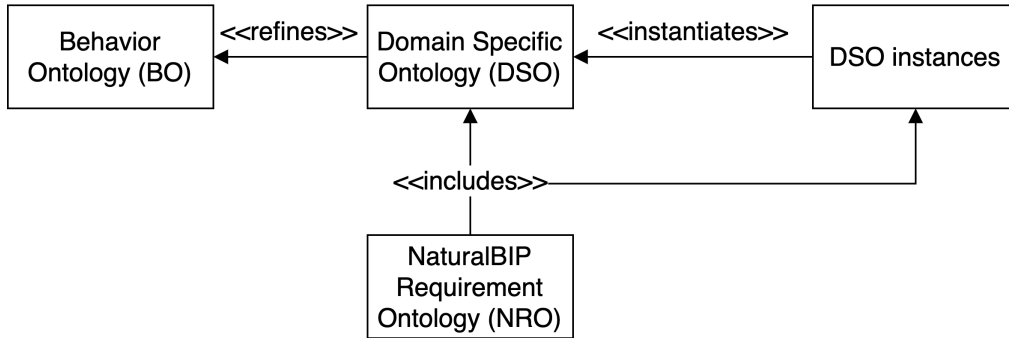 Behavior
Ontology (BO)
<<refines>>
Domain Specific
Ontology (DSO)
<<instantiates>>
DSO instances
<<includes>>
NaturalBIP
Requirement
Ontology (NRO)